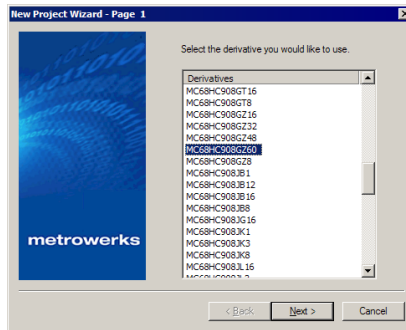 New Project Wizard - Page 1
Select the derivative you would like to use.
Derivatives
MC68HC908GT16
MC68HC908GT8
MC68HC908GZ16
MC68HC908GZ32
MC68HC908GZ48
MC68HC908GZ60
MC68HC908GZ8
MC68HC908JB1
MC68HC908JB12
MC68HC908JB16
MC68HC908JB8
MC68HC908JG16
MC68HC908JK1
MC68HC908JK3
MC68HC908JK8
MC68HC908JL16
metrowerks
< Back
Next >
Cancel